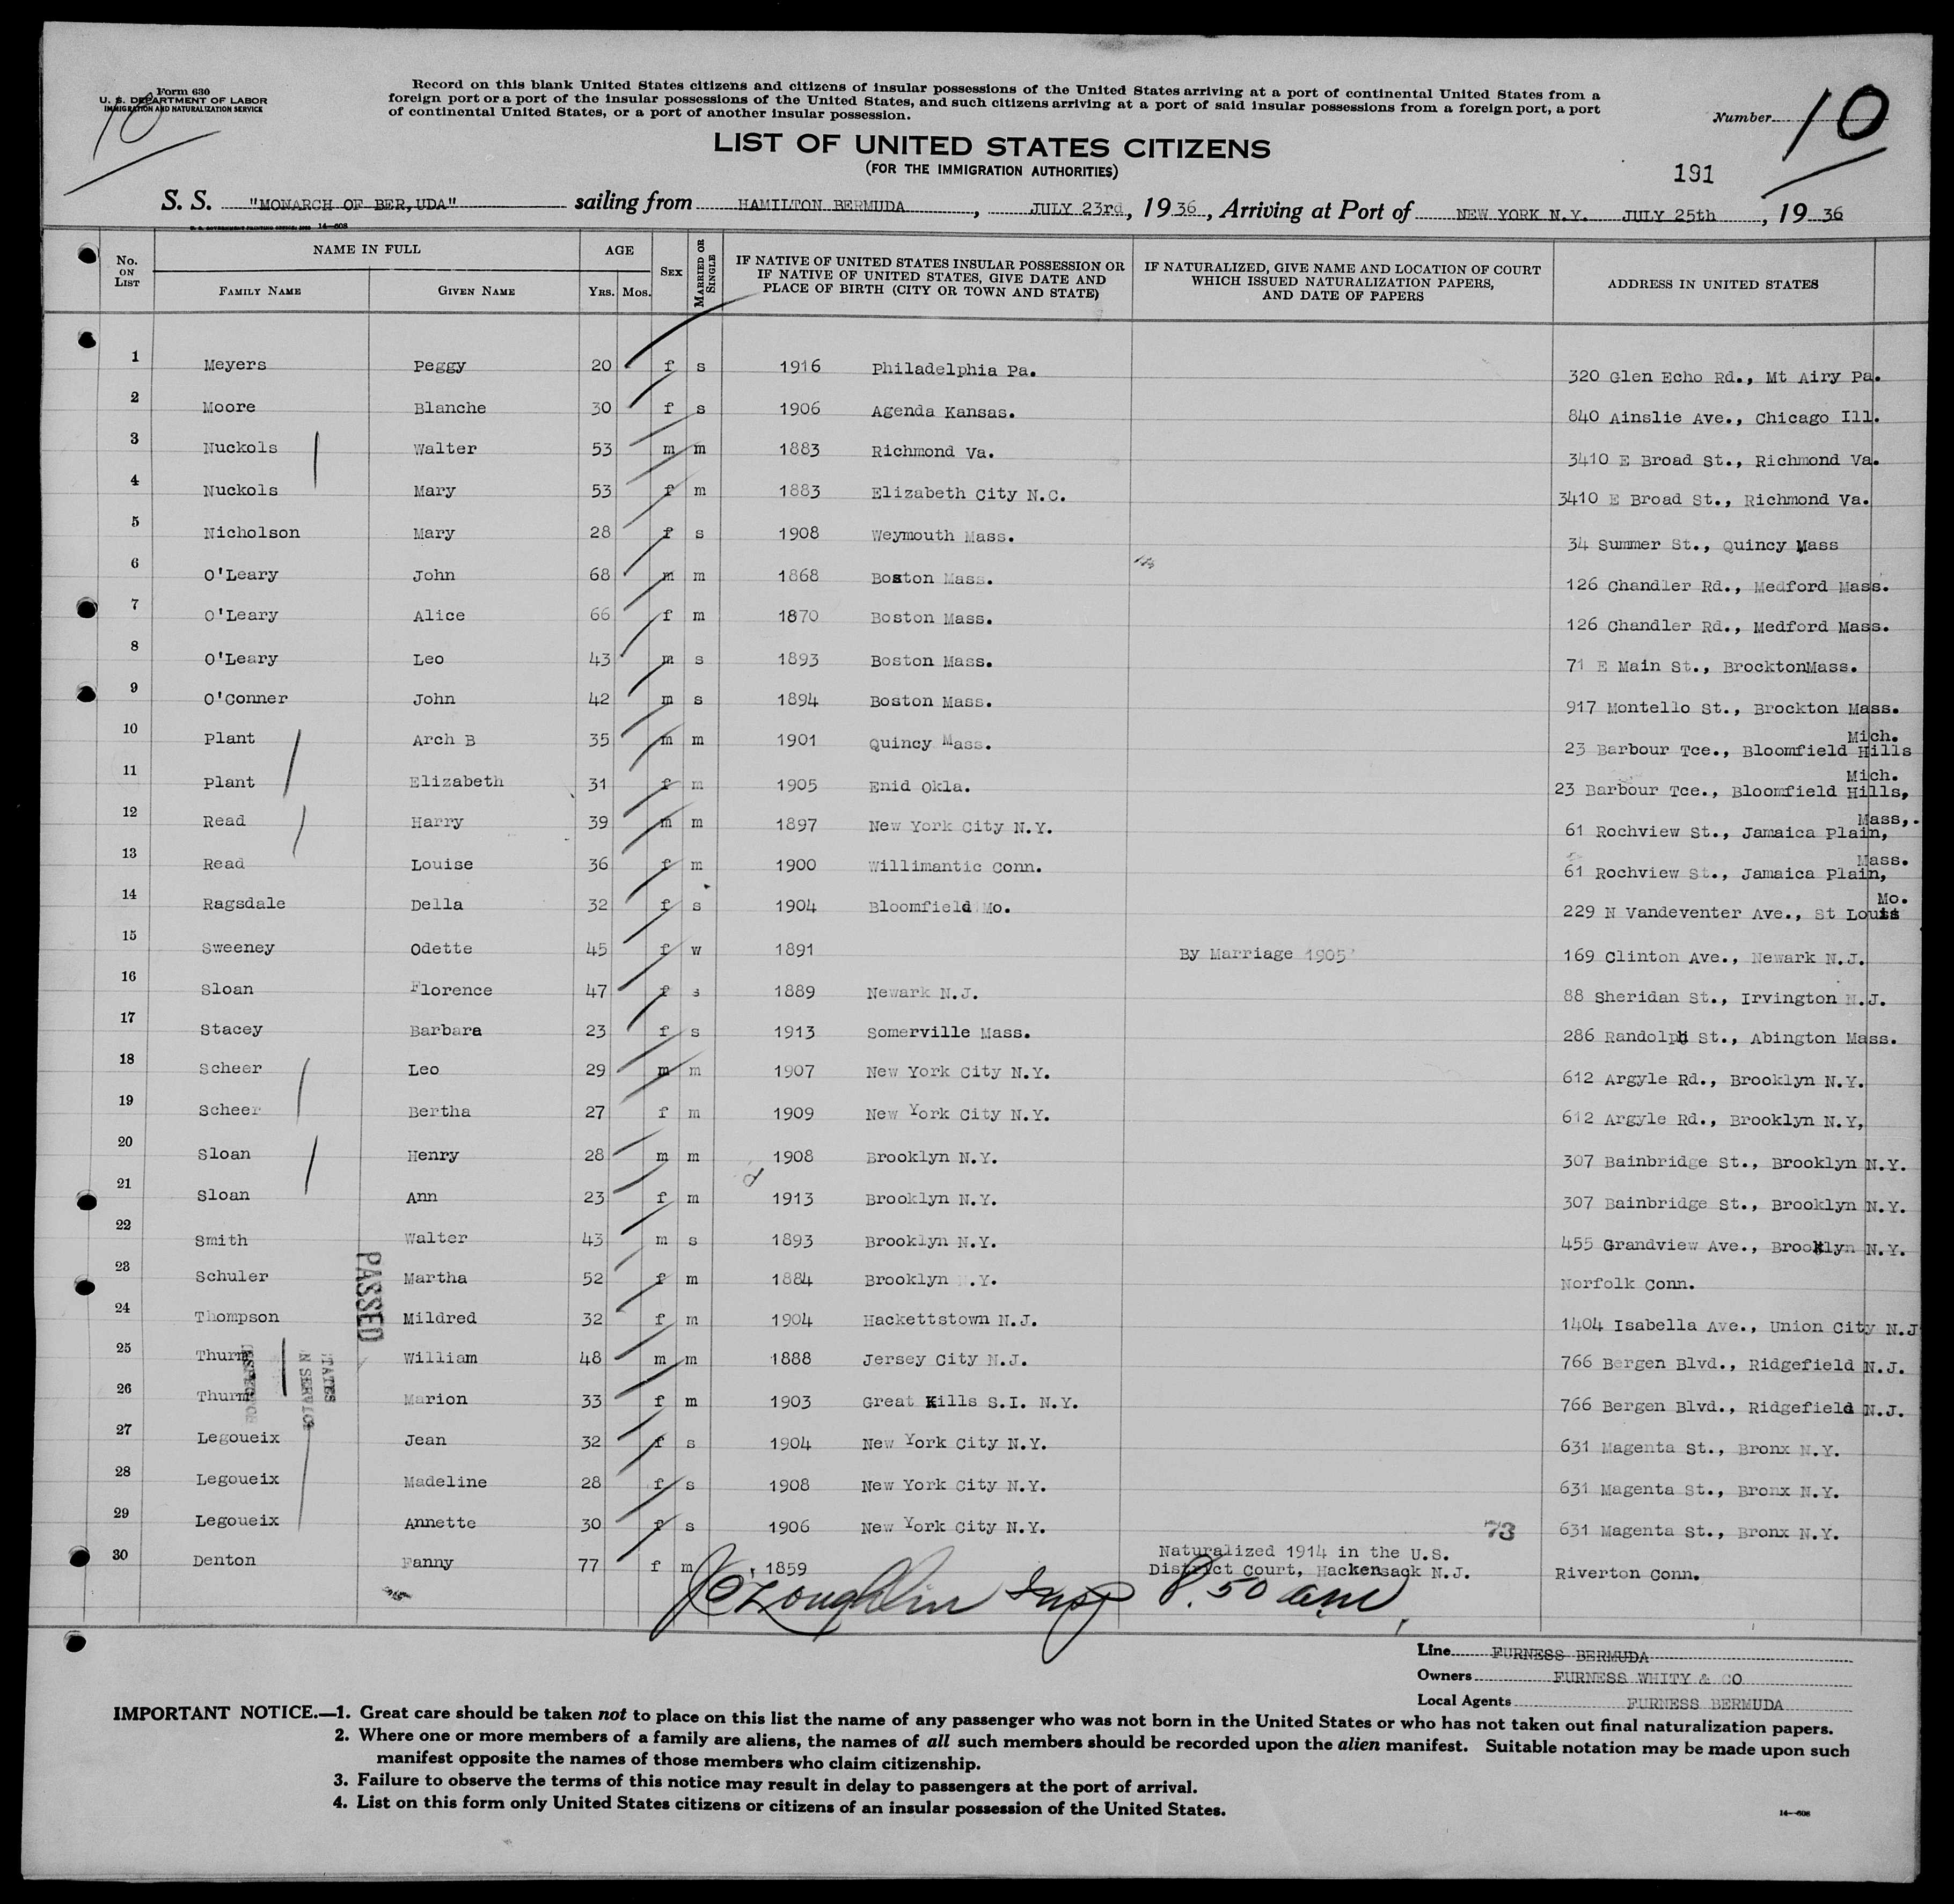 Form 630
U. S. DEPARTMENT OF LABOR
IMMIGRATION AND NATURALIZATION SERVICE
10
Record on this blank United States citizens and citizens of insular possessions of the United States arriving at a port of continental United States from a
foreign port or a port of the insular possessions of the United States, and such citizens arriving at a port of said insular possessions from a foreign port, a port
of continental United States, or a port of another insular possession.
Number 10
LIST OF UNITED STATES CITIZENS
(FOR THE IMMIGRATION AUTHORITIES)
191
S. S. "MONARCH OF BER,UDA" sailing from HAMILTON BERMUDA, JULY 23rd, 1936, Arriving at Port of NEW YORK N.Y. JULY 25th, 1936
14—608
No. ON LIST NAME IN FULL FAMILY NAME GIVEN NAME AGE YRS. MOS. SEX MARRIED OR SINGLE IF NATIVE OF UNITED STATES INSULAR POSSESSION OR IF NATIVE OF UNITED STATES, GIVE DATE AND PLACE OF BIRTH (CITY OR TOWN AND STATE) IF NATURALIZED, GIVE NAME AND LOCATION OF COURT WHICH ISSUED NATURALIZATION PAPERS, AND DATE OF PAPERS ADDRESS IN UNITED STATES
1 Meyers Peggy 20 f s 1916 Philadelphia Pa. 320 Glen Echo Rd., Mt Airy Pa.
2 Moore Blanche 30 f s 1906 Agenda Kansas. 840 Ainslie Ave., Chicago Ill.
3 Nuckols Walter 53 m m 1883 Richmond Va. 3410 E Broad St., Richmond Va.
4 Nuckols Mary 53 f m 1883 Elizabeth City N.C. 3410 E Broad St., Richmond Va.
5 Nicholson Mary 28 f s 1908 Weymouth Mass. 34 Summer St., Quincy Mass
6 O'Leary John 68 m m 1868 Boston Mass. 126 Chandler Rd., Medford Mass.
7 O'Leary Alice 66 f m 1870 Boston Mass. 126 Chandler Rd., Medford Mass.
8 O'Leary Leo 43 m s 1893 Boston Mass. 71 E Main St., BrocktonMass.
9 O'Conner John 42 m s 1894 Boston Mass. 917 Montello St., Brockton Mass.
10 Plant Arch B 35 m m 1901 Quincy Mass. 23 Barbour Tce., Bloomfield Hills Mich.
11 Plant Elizabeth 31 f m 1905 Enid Okla. 23 Barbour Tce., Bloomfield Hills, Mich.
12 Read Harry 39 m m 1897 New York City N.Y. 61 Rochview St., Jamaica Plain, Mass,.
13 Read Louise 36 f m 1900 Willimantic Conn. 61 Rochview St., Jamaica Plain, Mass.
14 Ragsdale Della 32 f s 1904 Bloomfield Mo. 229 N Vandeventer Ave., St Louis Mo.
15 Sweeney Odette 45 f w 1891 By Marriage 1905 169 Clinton Ave., Newark N.J.
16 Sloan Florence 47 f s 1889 Newark N.J. 88 Sheridan St., Irvington N.J.
17 Stacey Barbara 23 f s 1913 Somerville Mass. 286 Randolph St., Abington Mass.
18 Scheer Leo 29 m m 1907 New York City N.Y. 612 Argyle Rd., Brooklyn N.Y.
19 Scheer Bertha 27 f m 1909 New York City N.Y. 612 Argyle Rd., Brooklyn N.Y,
20 Sloan Henry 28 m m 1908 Brooklyn N.Y. 307 Bainbridge St., Brooklyn N.Y.
21 Sloan Ann 23 f m 1913 Brooklyn N.Y. 307 Bainbridge St., Brooklyn N.Y.
22 Smith Walter 43 m s 1893 Brooklyn N.Y. 455 Grandview Ave., Brooklyn N.Y.
23 Schuler Martha 52 f m 1884 Brooklyn N.Y. Norfolk Conn.
24 Thompson Mildred 32 f m 1904 Hackettstown N.J. 1404 Isabella Ave., Union City N.J
25 Thurm William 48 m m 1888 Jersey City N.J. 766 Bergen Blvd., Ridgefield N.J.
26 Thurm Marion 33 f m 1903 Great Kills S.I. N.Y. 766 Bergen Blvd., Ridgefield N.J.
27 Legoueix Jean 32 f s 1904 New York City N.Y. 631 Magenta St., Bronx N.Y.
28 Legoueix Madeline 28 f s 1908 New York City N.Y. 631 Magenta St., Bronx N.Y.
29 Legoueix Annette 30 f s 1906 New York City N.Y. 631 Magenta St., Bronx N.Y.
73
30 Denton Fanny 77 f m 1859 Naturalized 1914 in the U.S. District Court, Hackensack N.J. Riverton Conn.
PASSED
TATES
N SERVICE
J C Loughlin Insp 8.50 am
Line FURNESS BERMUDA
Owners FURNESS WHITY & CO
Local Agents FURNESS BERMUDA
IMPORTANT NOTICE.—1. Great care should be taken not to place on this list the name of any passenger who was not born in the United States or who has not taken out final naturalization papers.
2. Where one or more members of a family are aliens, the names of all such members should be recorded upon the alien manifest. Suitable notation may be made upon such
manifest opposite the names of those members who claim citizenship.
3. Failure to observe the terms of this notice may result in delay to passengers at the port of arrival.
4. List on this form only United States citizens or citizens of an insular possession of the United States.
14—608